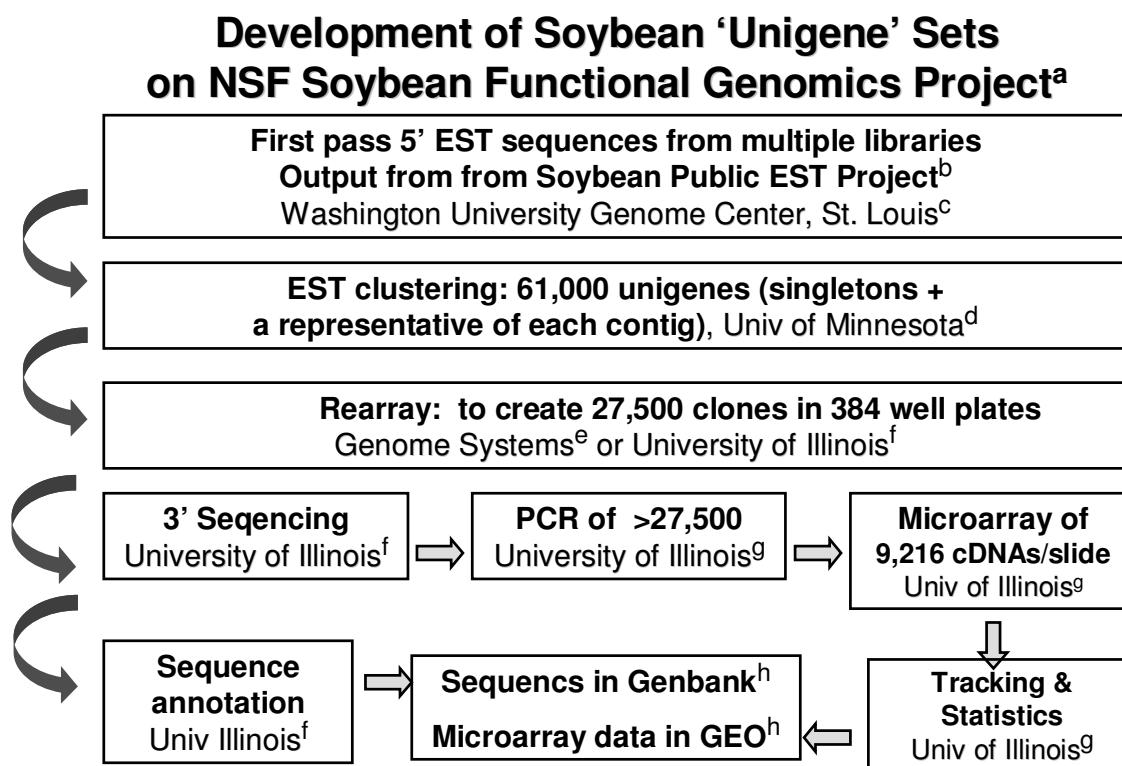 Development of Soybean ‘Unigene’ Sets
on NSF Soybean Functional Genomics Projectᵃ
First pass 5’ EST sequences from multiple libraries
Output from from Soybean Public EST Projectᵇ
Washington University Genome Center, St. Louisᶜ
EST clustering: 61,000 unigenes (singletons +
a representative of each contig), Univ of Minnesotaᵈ
Rearray: to create 27,500 clones in 384 well plates
Genome Systemsᵉ or University of Illinoisᶠ
3’ Seqencing
University of Illinoisᶠ
PCR of >27,500
University of Illinoisᵍ
Microarray of
9,216 cDNAs/slide
Univ of Illinoisᵍ
Sequence
annotation
Univ Illinoisᶠ
Sequencs in Genbankʰ
Microarray data in GEOʰ
Tracking &
Statistics
Univ of Illinoisᵍ